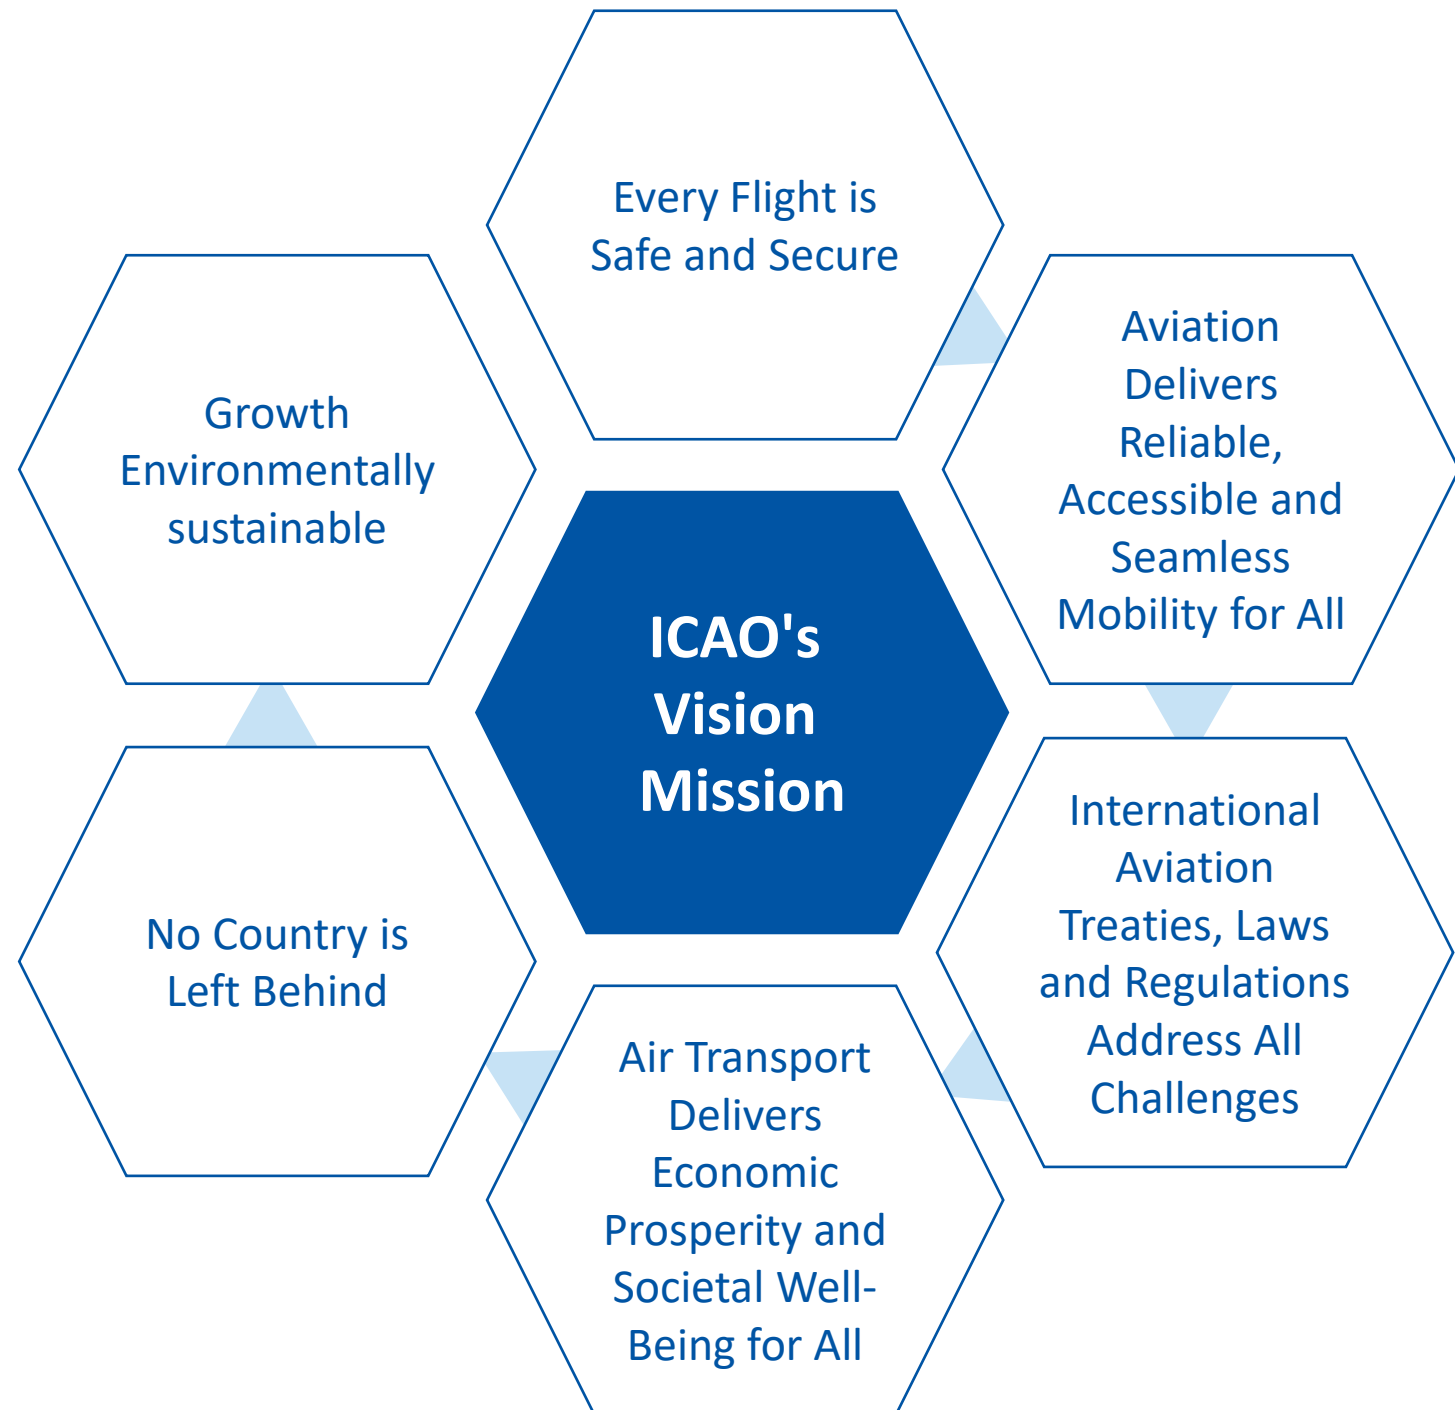 Every Flight is
Safe and Secure
Aviation
Delivers
Reliable,
Accessible and
Seamless
Mobility for All
International
Aviation
Treaties, Laws
and Regulations
Address All
Challenges
Air Transport
Delivers
Economic
Prosperity and
Societal Well-
Being for All
No Country is
Left Behind
Growth
Environmentally
sustainable
ICAO's
Vision
Mission